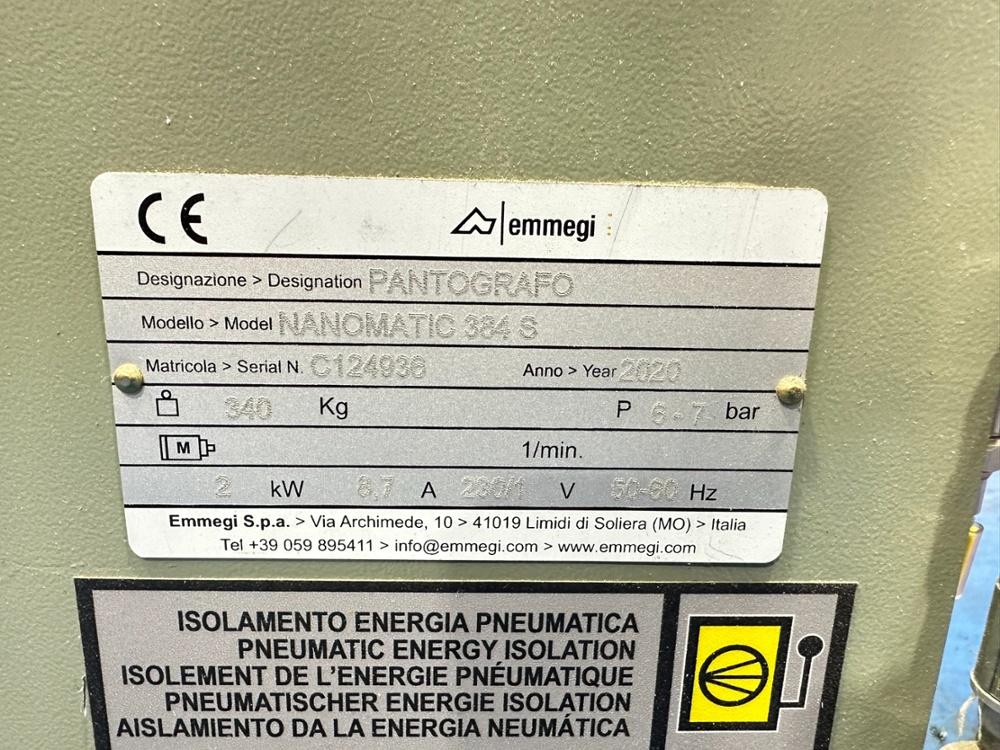 CE emmegi
Designazione > Designation PANTOGRAFO
Modello > Model NANOMATIC 384 S
Matricola > Serial N. C124936 Anno > Year 2020
340 Kg P 6 - 7 bar
M 1/min.
2 kW 8,7 A 230/1 V 50-60 Hz
Emmegi S.p.a. > Via Archimede, 10 > 41019 Limidi di Soliera (MO) > Italia
Tel +39 059 895411 > info@emmegi.com > www.emmegi.com
ISOLAMENTO ENERGIA PNEUMATICA
PNEUMATIC ENERGY ISOLATION
ISOLEMENT DE L'ENERGIE PNÉUMATIQUE
PNEUMATISCHER ENERGIE ISOLATION
AISLAMIENTO DA LA ENERGIA NEUMÁTICA